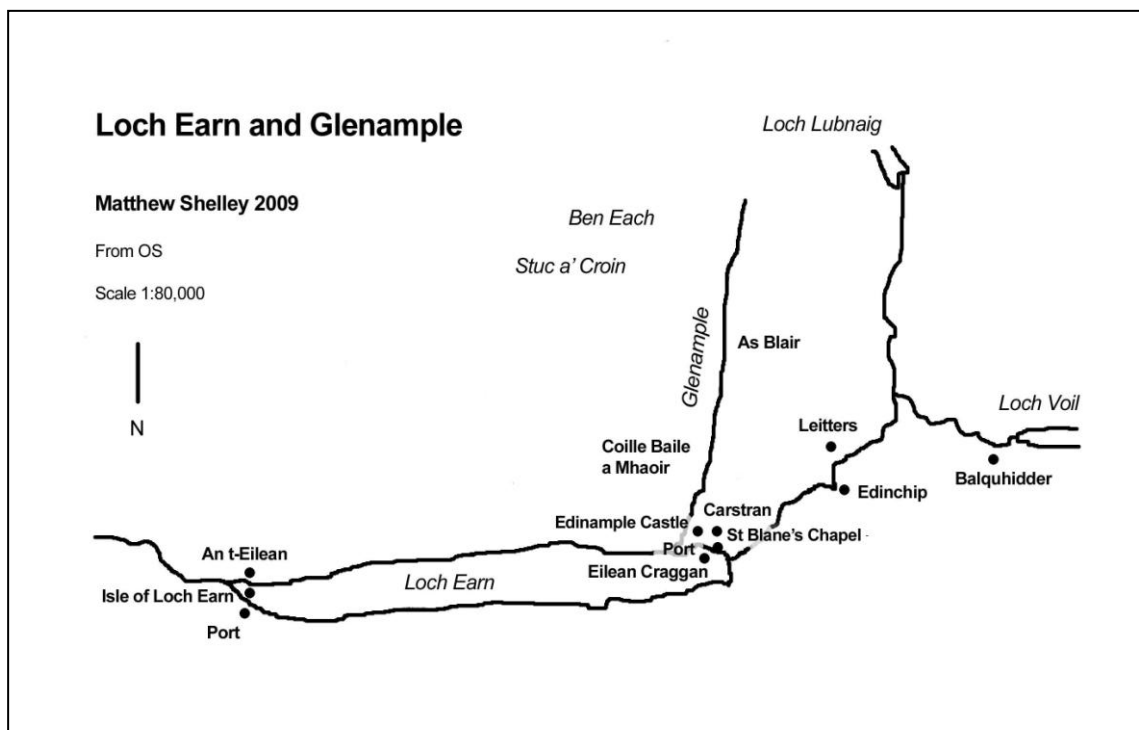 Loch Earn and Glenample
Matthew Shelley 2009
From OS
Scale 1:80,000
N
Loch Lubnaig
Ben Each
Stuc a' Croin
Glenample
As Blair
Loch Voil
Leitters
Coille Baile
a Mhaoir
Balquhidder
Edinchip
Carstran
Edinample Castle
St Blane's Chapel
Port
Eilean Craggan
An t-Eilean
Loch Earn
Isle of Loch Earn
Port